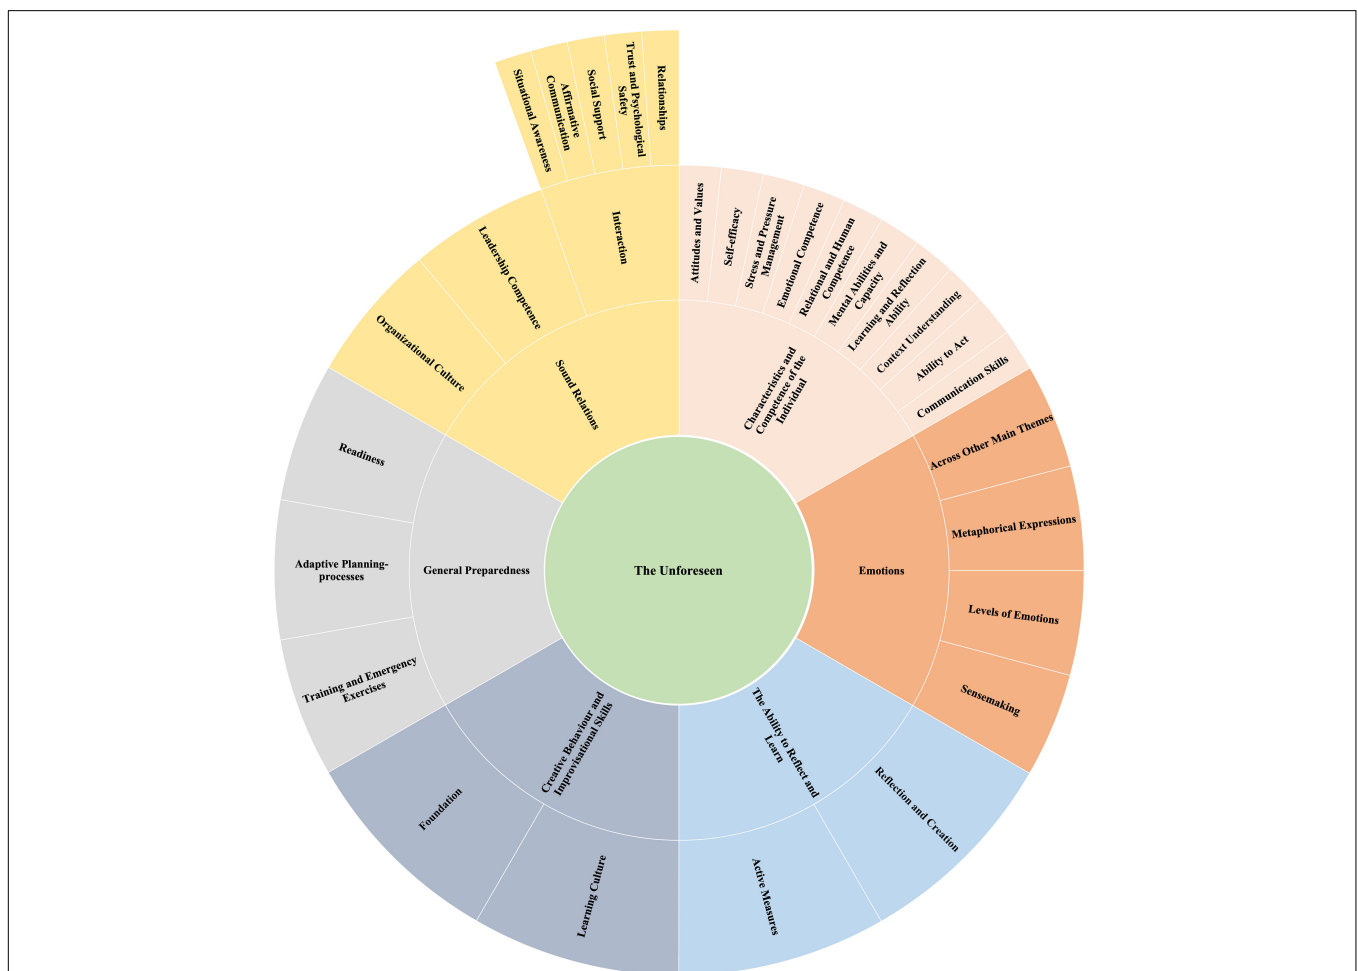 The Unforeseen
Characteristics and
Competence of the
Individual
Attitudes and Values
Self-efficacy
Stress and Pressure
Management
Emotional Competence
Relational and Human
Competence
Mental Abilities and
Capacity
Learning and Reflection
Ability
Context Understanding
Ability to Act
Communication Skills
Emotions
Across Other Main Themes
Metaphorical Expressions
Levels of Emotions
Sensemaking
The Ability to Reflect and
Learn
Reflection and Creation
Active Measures
Creative Behaviour and
Improvisational Skills
Learning Culture
Foundation
General Preparedness
Training and Emergency
Exercises
Adaptive Planning-
processes
Readiness
Sound Relations
Organizational Culture
Leadership Competence
Interaction
Situational Awareness
Affirmative
Communication
Social Support
Trust and Psychological
Safety
Relationships